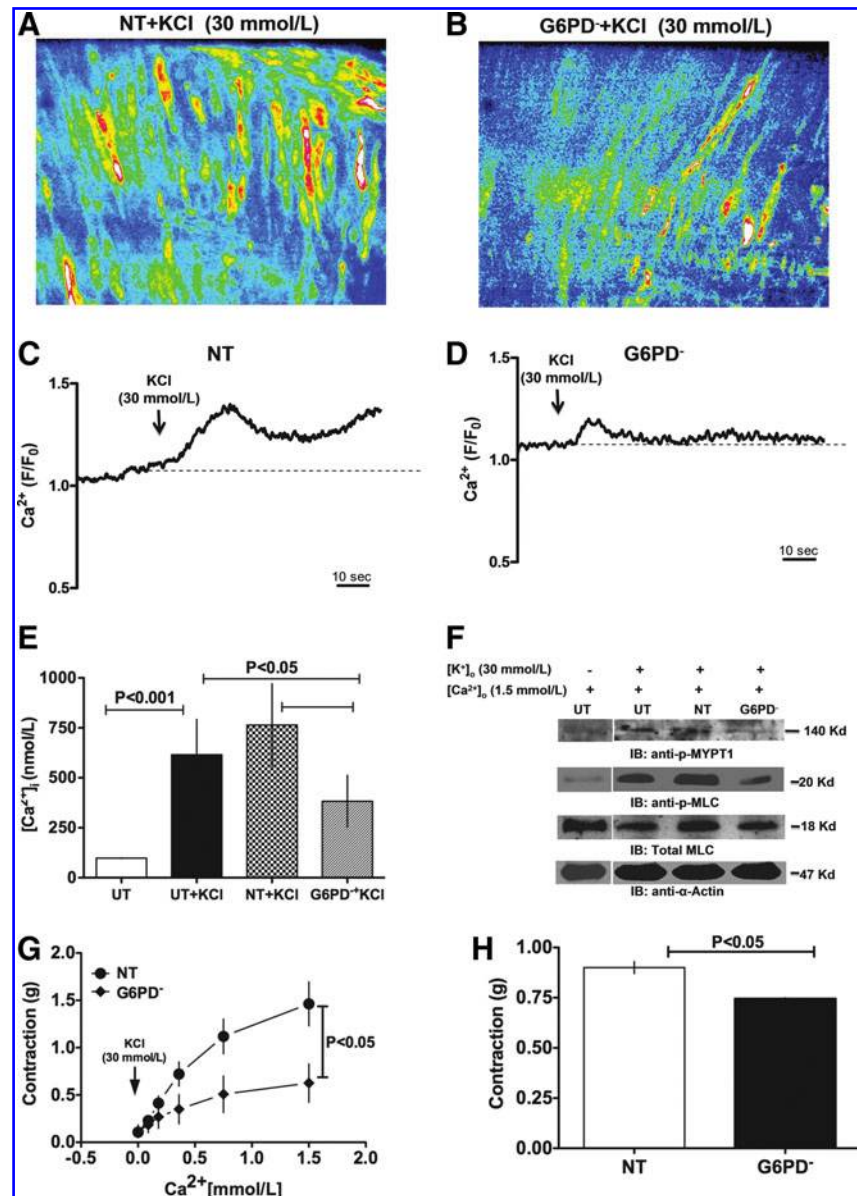 A
NT+KCl (30 mmol/L)
B
G6PD-+KCl (30 mmol/L)
C
NT
1.5
1.0
0.5
Ca2+ (F/F0)
KCl
(30 mmol/L)
10 sec
D
G6PD-
1.5
1.0
0.5
Ca2+ (F/F0)
KCl
(30 mmol/L)
10 sec
E
1000
750
500
250
0
[Ca2+]i (nmol/L)
P<0.001
P<0.05
UT
UT+KCl
NT+KCl
G6PD-+KCl
F
[K+]o (30 mmol/L) - + + +
[Ca2+]o (1.5 mmol/L) + + + +
UT UT NT G6PD-
140 Kd
IB: anti-p-MYPT1
20 Kd
IB: anti-p-MLC
18 Kd
IB: Total MLC
47 Kd
IB: anti-α-Actin
G
2.0
1.5
1.0
0.5
0.0
Contraction (g)
NT
G6PD-
KCl
(30 mmol/L)
P<0.05
-0.5 0.0 0.5 1.0 1.5 2.0
Ca2+[mmol/L]
H
1.00
0.75
0.50
0.25
0.00
Contraction (g)
P<0.05
NT
G6PD-